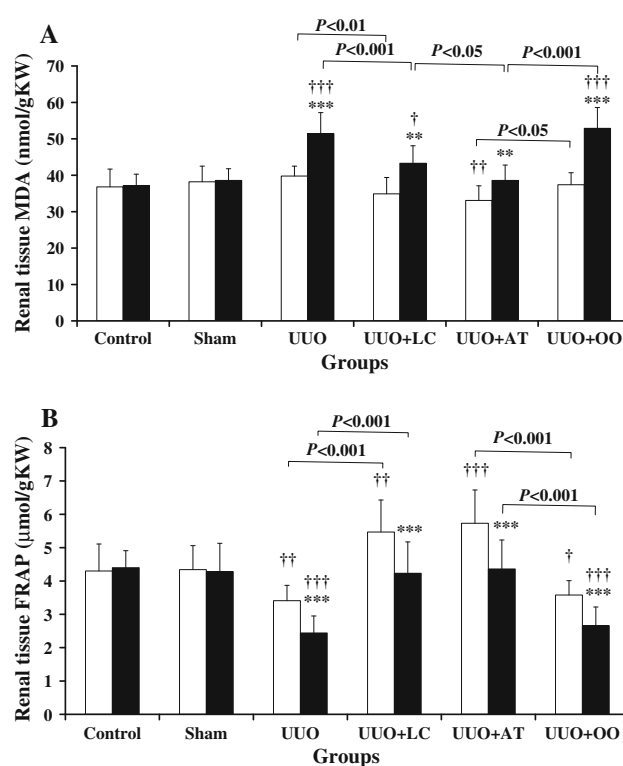 A
P<0.01
P<0.001
P<0.05
P<0.001
Renal tissue MDA (nmol/gKW)
70
60
50
40
30
20
10
0
†††
***
†
**
P<0.05
††
**
†††
***
Control
Sham
UUO
UUO+LC
UUO+AT
UUO+OO
Groups
B
P<0.001
P<0.001
P<0.001
P<0.001
Renal tissue FRAP (µmol/gKW)
8
7
6
5
4
3
2
1
0
††
†††
***
††
***
†††
***
†
†††
***
Control
Sham
UUO
UUO+LC
UUO+AT
UUO+OO
Groups